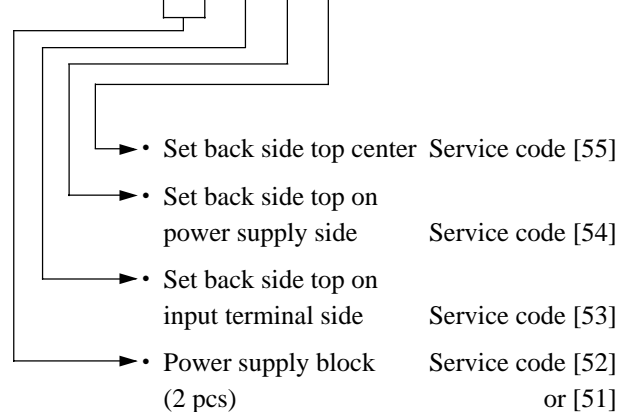 • Set back side top center Service code [55]
• Set back side top on
power supply side Service code [54]
• Set back side top on
input terminal side Service code [53]
• Power supply block Service code [52]
(2 pcs) or [51]